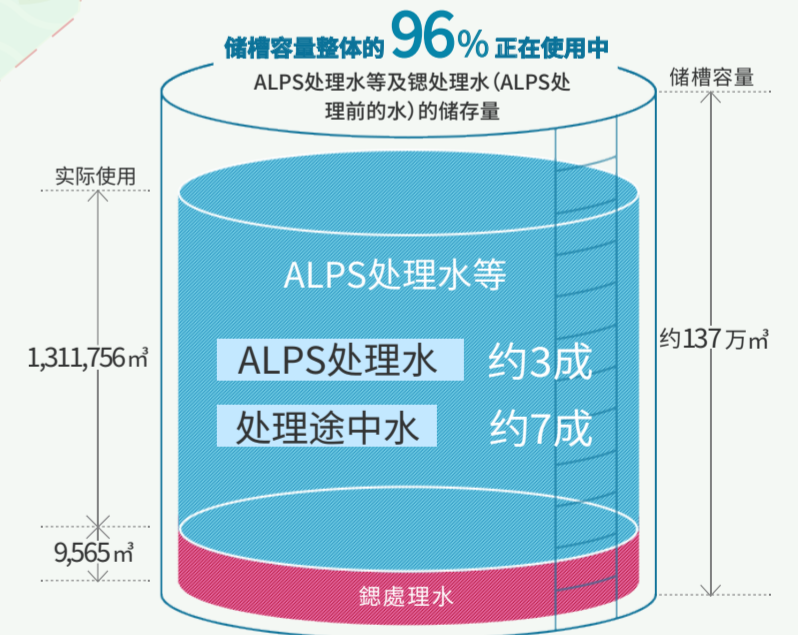 储槽容量整体的96%正在使用中
ALPS处理水等及锶处理水（ALPS处
理前的水）的储存量
储槽容量
实际使用
ALPS处理水等
1,311,756㎥
ALPS处理水 约3成
约137万㎥
处理途中水 约7成
9,565㎥
鍶處理水